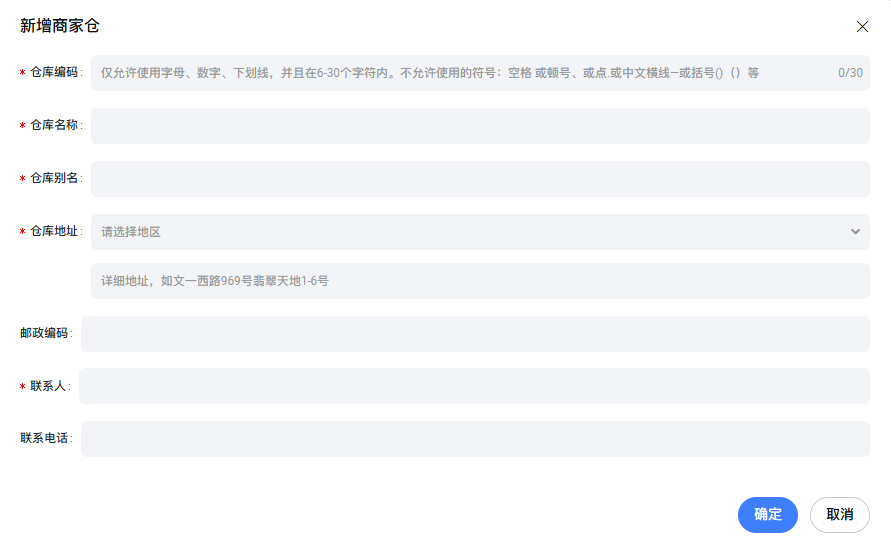 新增商家仓
* 仓库编码: 仅允许使用字母、数字、下划线，并且在6-30个字符内。不允许使用的符号：空格 或顿号、或点.或中文横线—或括号()（）等 0/30
* 仓库名称:
* 仓库别名:
* 仓库地址: 请选择地区
详细地址，如文一西路969号翡翠天地1-6号
邮政编码:
* 联系人:
联系电话:
确定 取消